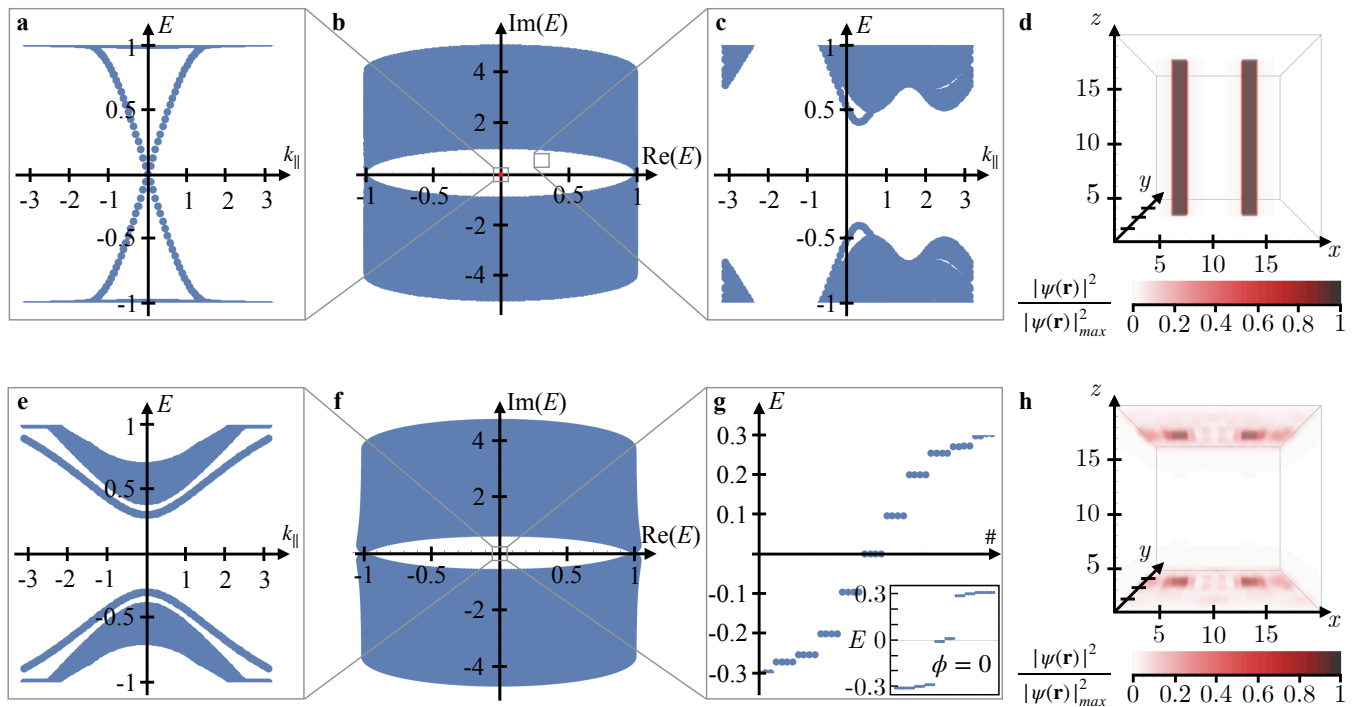 a
E
1
0.5
k∥
-3 -2 -1 1 2 3
-0.5
-1
b
Im(E)
4
2
Re(E)
-1 -0.5 0.5 1
-2
-4
c
E
1
0.5
k∥
-3 -2 -1 0 1 2 3
-0.5
-1
d
z
15
10
5
y
x
5 10 15
|ψ(r)|²
|ψ(r)|²max
0 0.2 0.4 0.6 0.8 1
e
E
1
0.5
k∥
-3 -2 -1 0 1 2 3
-0.5
-1
f
Im(E)
4
2
Re(E)
-1 -0.5 0.5 1
-2
-4
g
E
0.3
0.2
0.1
#
-0.1
-0.2
-0.3
0.3
E 0
ϕ = 0
-0.3
h
z
15
10
5
y
x
5 10 15
|ψ(r)|²
|ψ(r)|²max
0 0.2 0.4 0.6 0.8 1